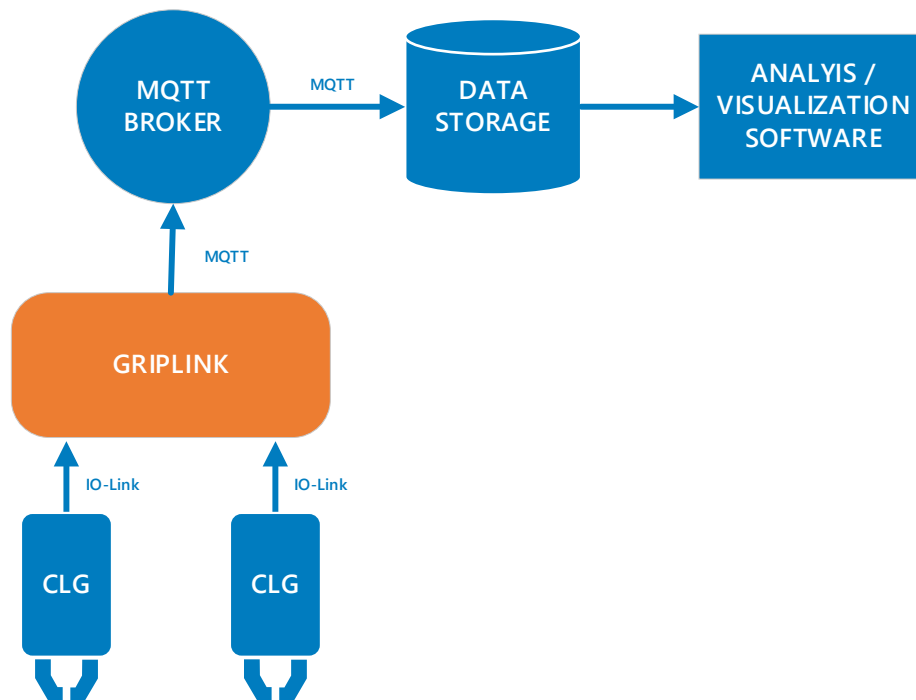 MQTT
BROKER
MQTT
DATA
STORAGE
ANALYIS /
VISUALIZATION
SOFTWARE
MQTT
GRIPLINK
IO-Link
IO-Link
CLG
CLG